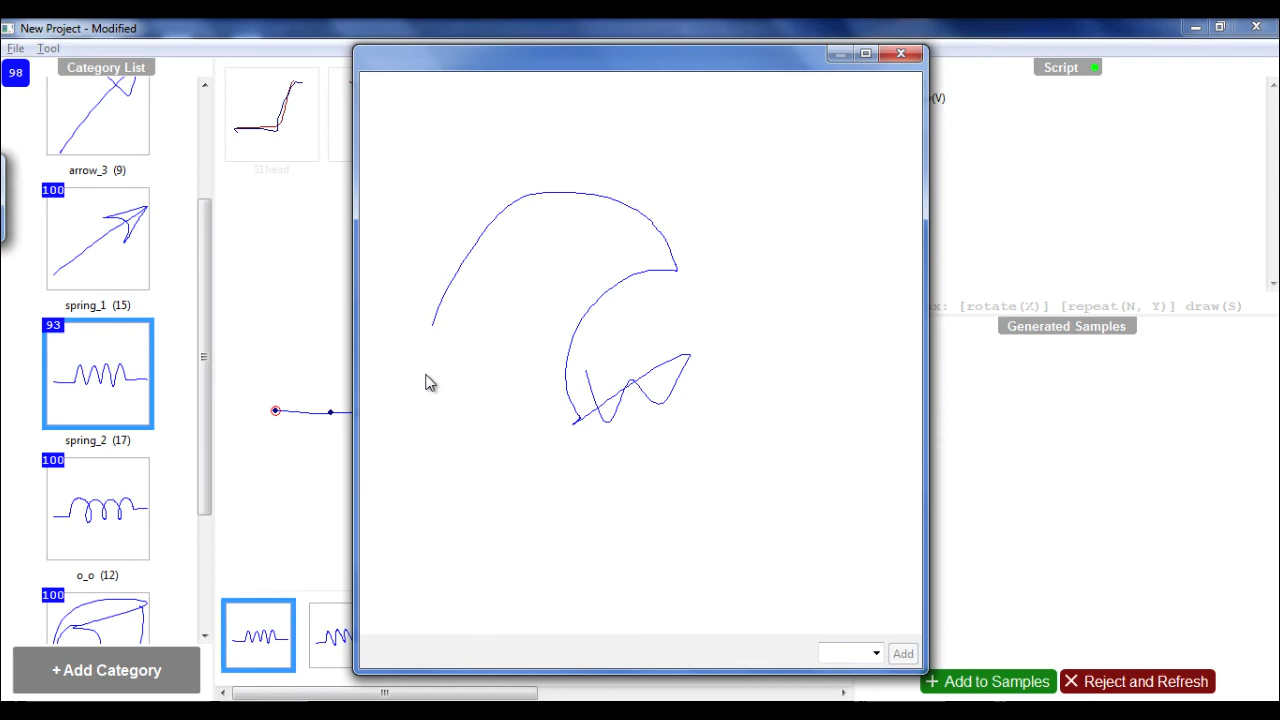 New Project - Modified
File Tool
98
Category List
Script
(V)
S1head
arrow_3 (9)
100
spring_1 (15)
x: [rotate(X)] [repeat(N, Y)] draw(S)
Generated Samples
93
spring_2 (17)
100
o_o (12)
100
+ Add Category
Add
+ Add to Samples
Reject and Refresh